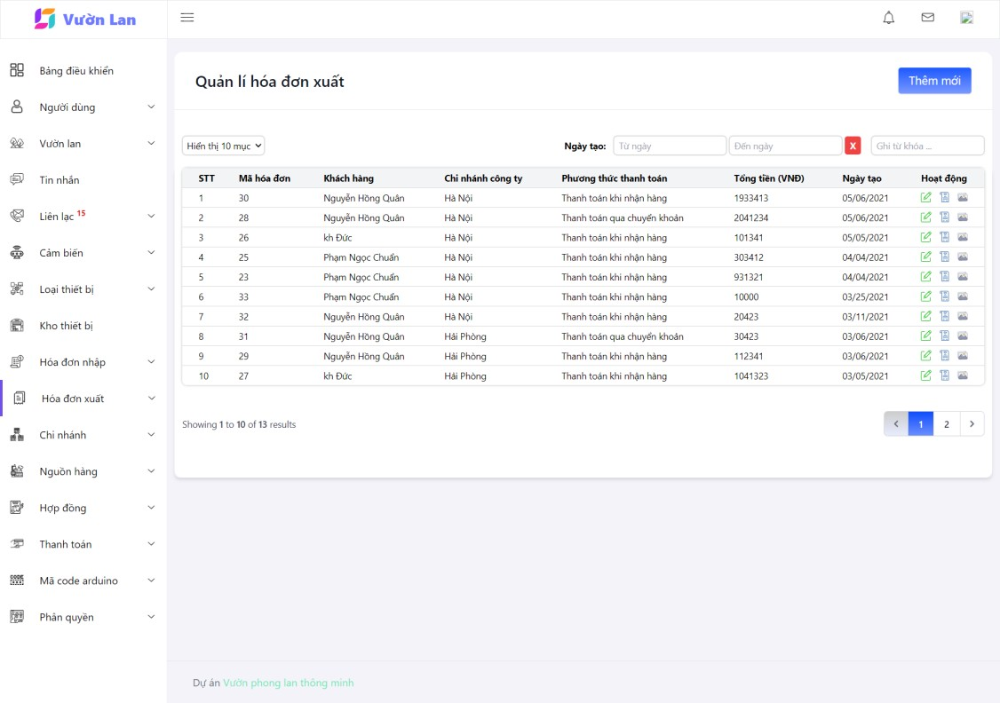 Vườn Lan
Bảng điều khiển
Người dùng
Vườn lan
Tin nhắn
Liên lạc 15
Cảm biến
Loại thiết bị
Kho thiết bị
Hóa đơn nhập
Hóa đơn xuất
Chi nhánh
Nguồn hàng
Hợp đồng
Thanh toán
Mã code arduino
Phân quyền
Quản lí hóa đơn xuất
Thêm mới
Hiển thị 10 mục Ngày tạo: Từ ngày Đến ngày X Ghi từ khóa ...
STT Mã hóa đơn Khách hàng Chi nhánh công ty Phương thức thanh toán Tổng tiền (VNĐ) Ngày tạo Hoạt động
1 30 Nguyễn Hồng Quân Hà Nội Thanh toán khi nhận hàng 1933413 05/06/2021
2 28 Nguyễn Hồng Quân Hà Nội Thanh toán qua chuyển khoản 2041234 05/06/2021
3 26 kh Đức Hà Nội Thanh toán khi nhận hàng 101341 05/05/2021
4 25 Phạm Ngọc Chuẩn Hà Nội Thanh toán khi nhận hàng 303412 04/04/2021
5 23 Phạm Ngọc Chuẩn Hà Nội Thanh toán khi nhận hàng 931321 04/04/2021
6 33 Phạm Ngọc Chuẩn Hà Nội Thanh toán khi nhận hàng 10000 03/25/2021
7 32 Nguyễn Hồng Quân Hà Nội Thanh toán khi nhận hàng 20423 03/11/2021
8 31 Nguyễn Hồng Quân Hải Phòng Thanh toán qua chuyển khoản 30423 03/06/2021
9 29 Nguyễn Hồng Quân Hải Phòng Thanh toán khi nhận hàng 112341 03/06/2021
10 27 kh Đức Hải Phòng Thanh toán khi nhận hàng 1041323 03/05/2021
Showing 1 to 10 of 13 results
1 2
Dự án Vườn phong lan thông minh